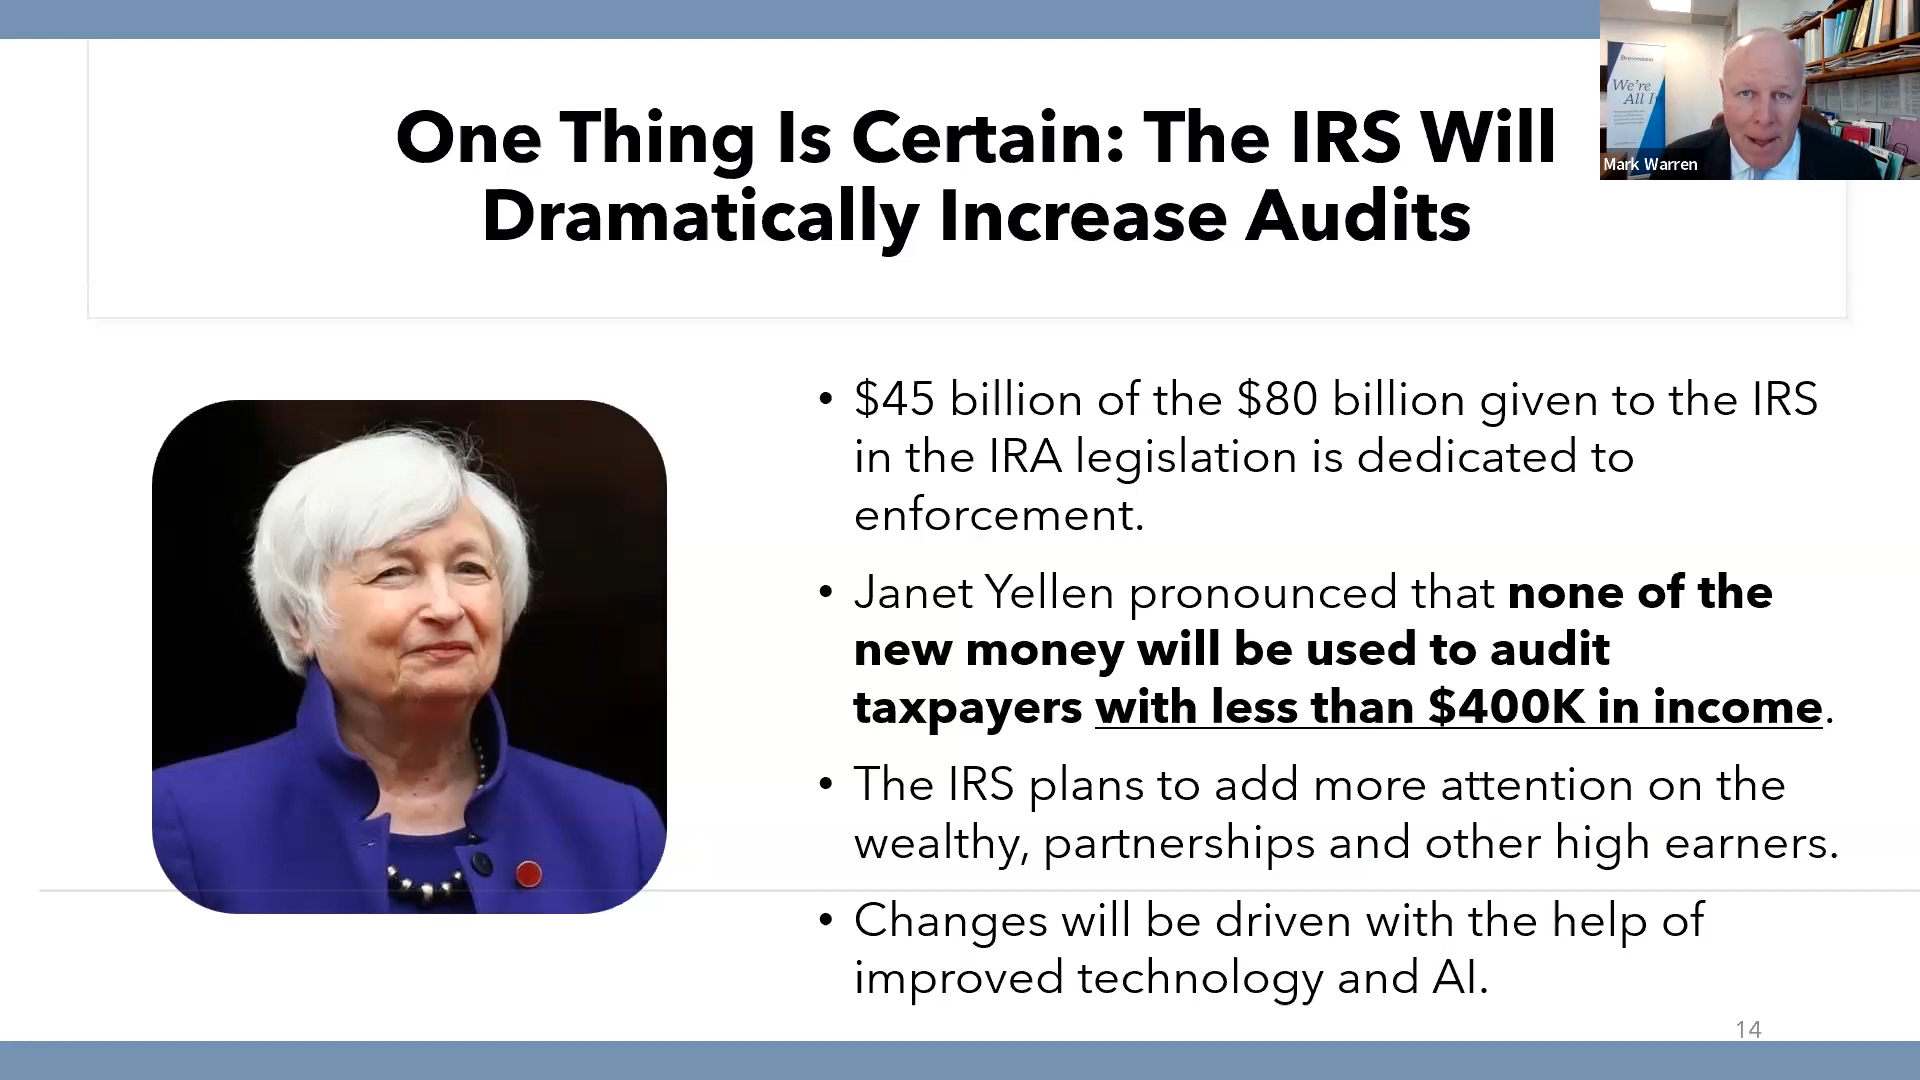 One Thing Is Certain: The IRS Will
Dramatically Increase Audits
We're
All I
Mark Warren
• $45 billion of the $80 billion given to the IRS
in the IRA legislation is dedicated to
enforcement.
• Janet Yellen pronounced that none of the
new money will be used to audit
taxpayers with less than $400K in income.
• The IRS plans to add more attention on the
wealthy, partnerships and other high earners.
• Changes will be driven with the help of
improved technology and AI.
14